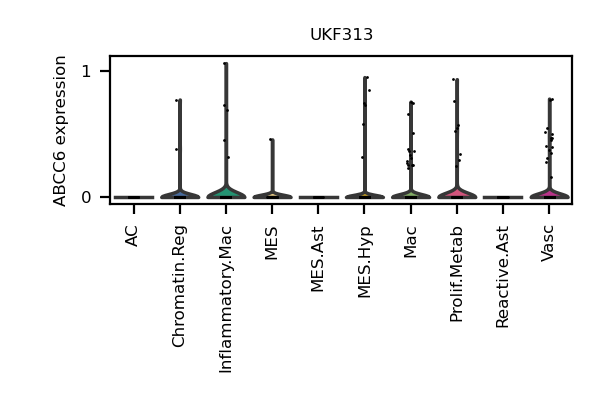 UKF313
ABCC6 expression
1
0
AC
Chromatin.Reg
Inflammatory.Mac
MES
MES.Ast
MES.Hyp
Mac
Prolif.Metab
Reactive.Ast
Vasc